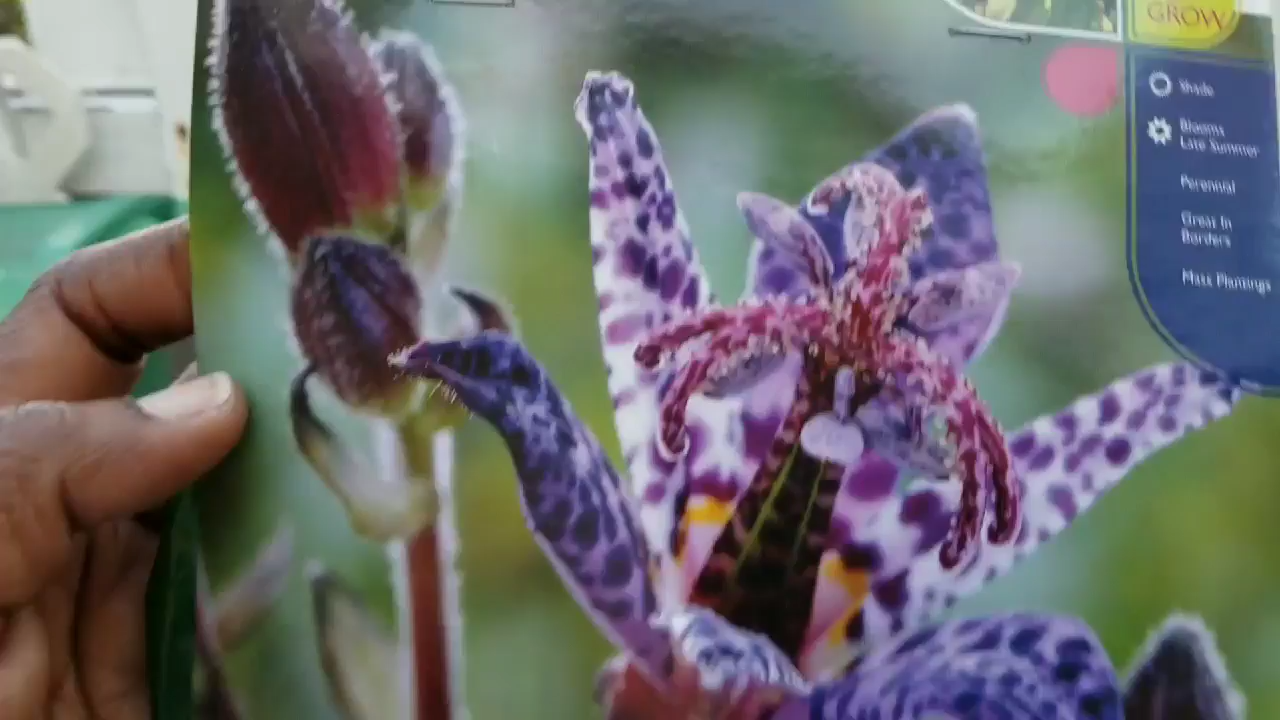 GROW
Shade
Blooms
Late Summer
Perennial
Great In
Borders
Mass Plantings